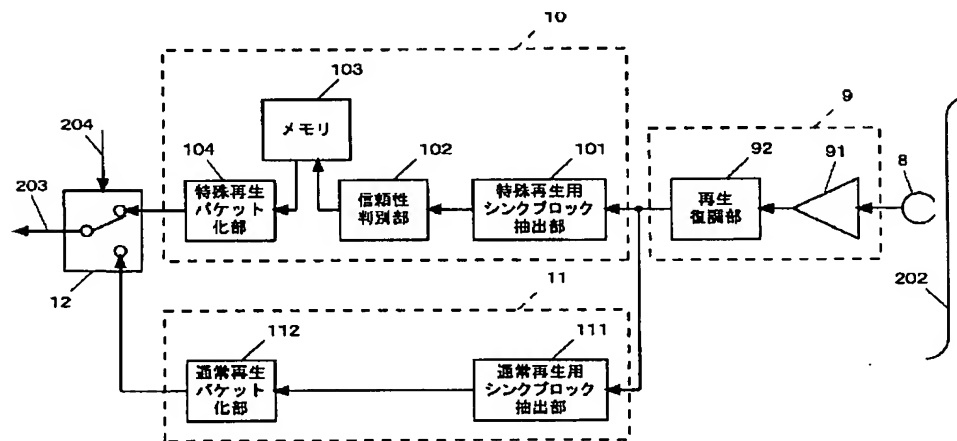 10
103
メモリ
204
104
102
101
9
92
91
8
203
特殊再生
パケット
化部
信頼性
判別部
特殊再生用
シンクブロック
抽出部
再生
復調部
12
11
202
112
111
通常再生
パケット
化部
通常再生用
シンクブロック
抽出部